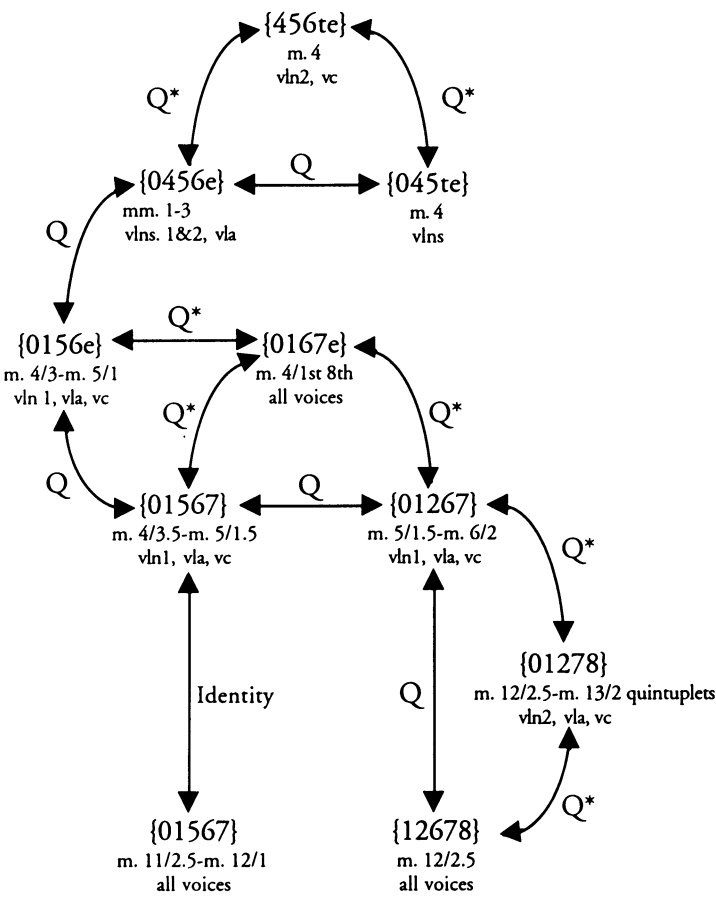 {456te}
m. 4
vln2, vc
Q*
Q*
{0456e}
Q
{045te}
mm. 1-3
vlns. 1&2, vla
m. 4
vlns
Q
{0156e}
Q*
{0167e}
m. 4/3-m. 5/1
vln 1, vla, vc
m. 4/1st 8th
all voices
Q*
Q*
Q
{01567}
Q
{01267}
m. 4/3.5-m. 5/1.5
vln1, vla, vc
m. 5/1.5-m. 6/2
vln1, vla, vc
Q*
{01278}
m. 12/2.5-m. 13/2 quintuplets
vln2, vla, vc
Identity
Q
Q*
{01567}
m. 11/2.5-m. 12/1
all voices
{12678}
m. 12/2.5
all voices